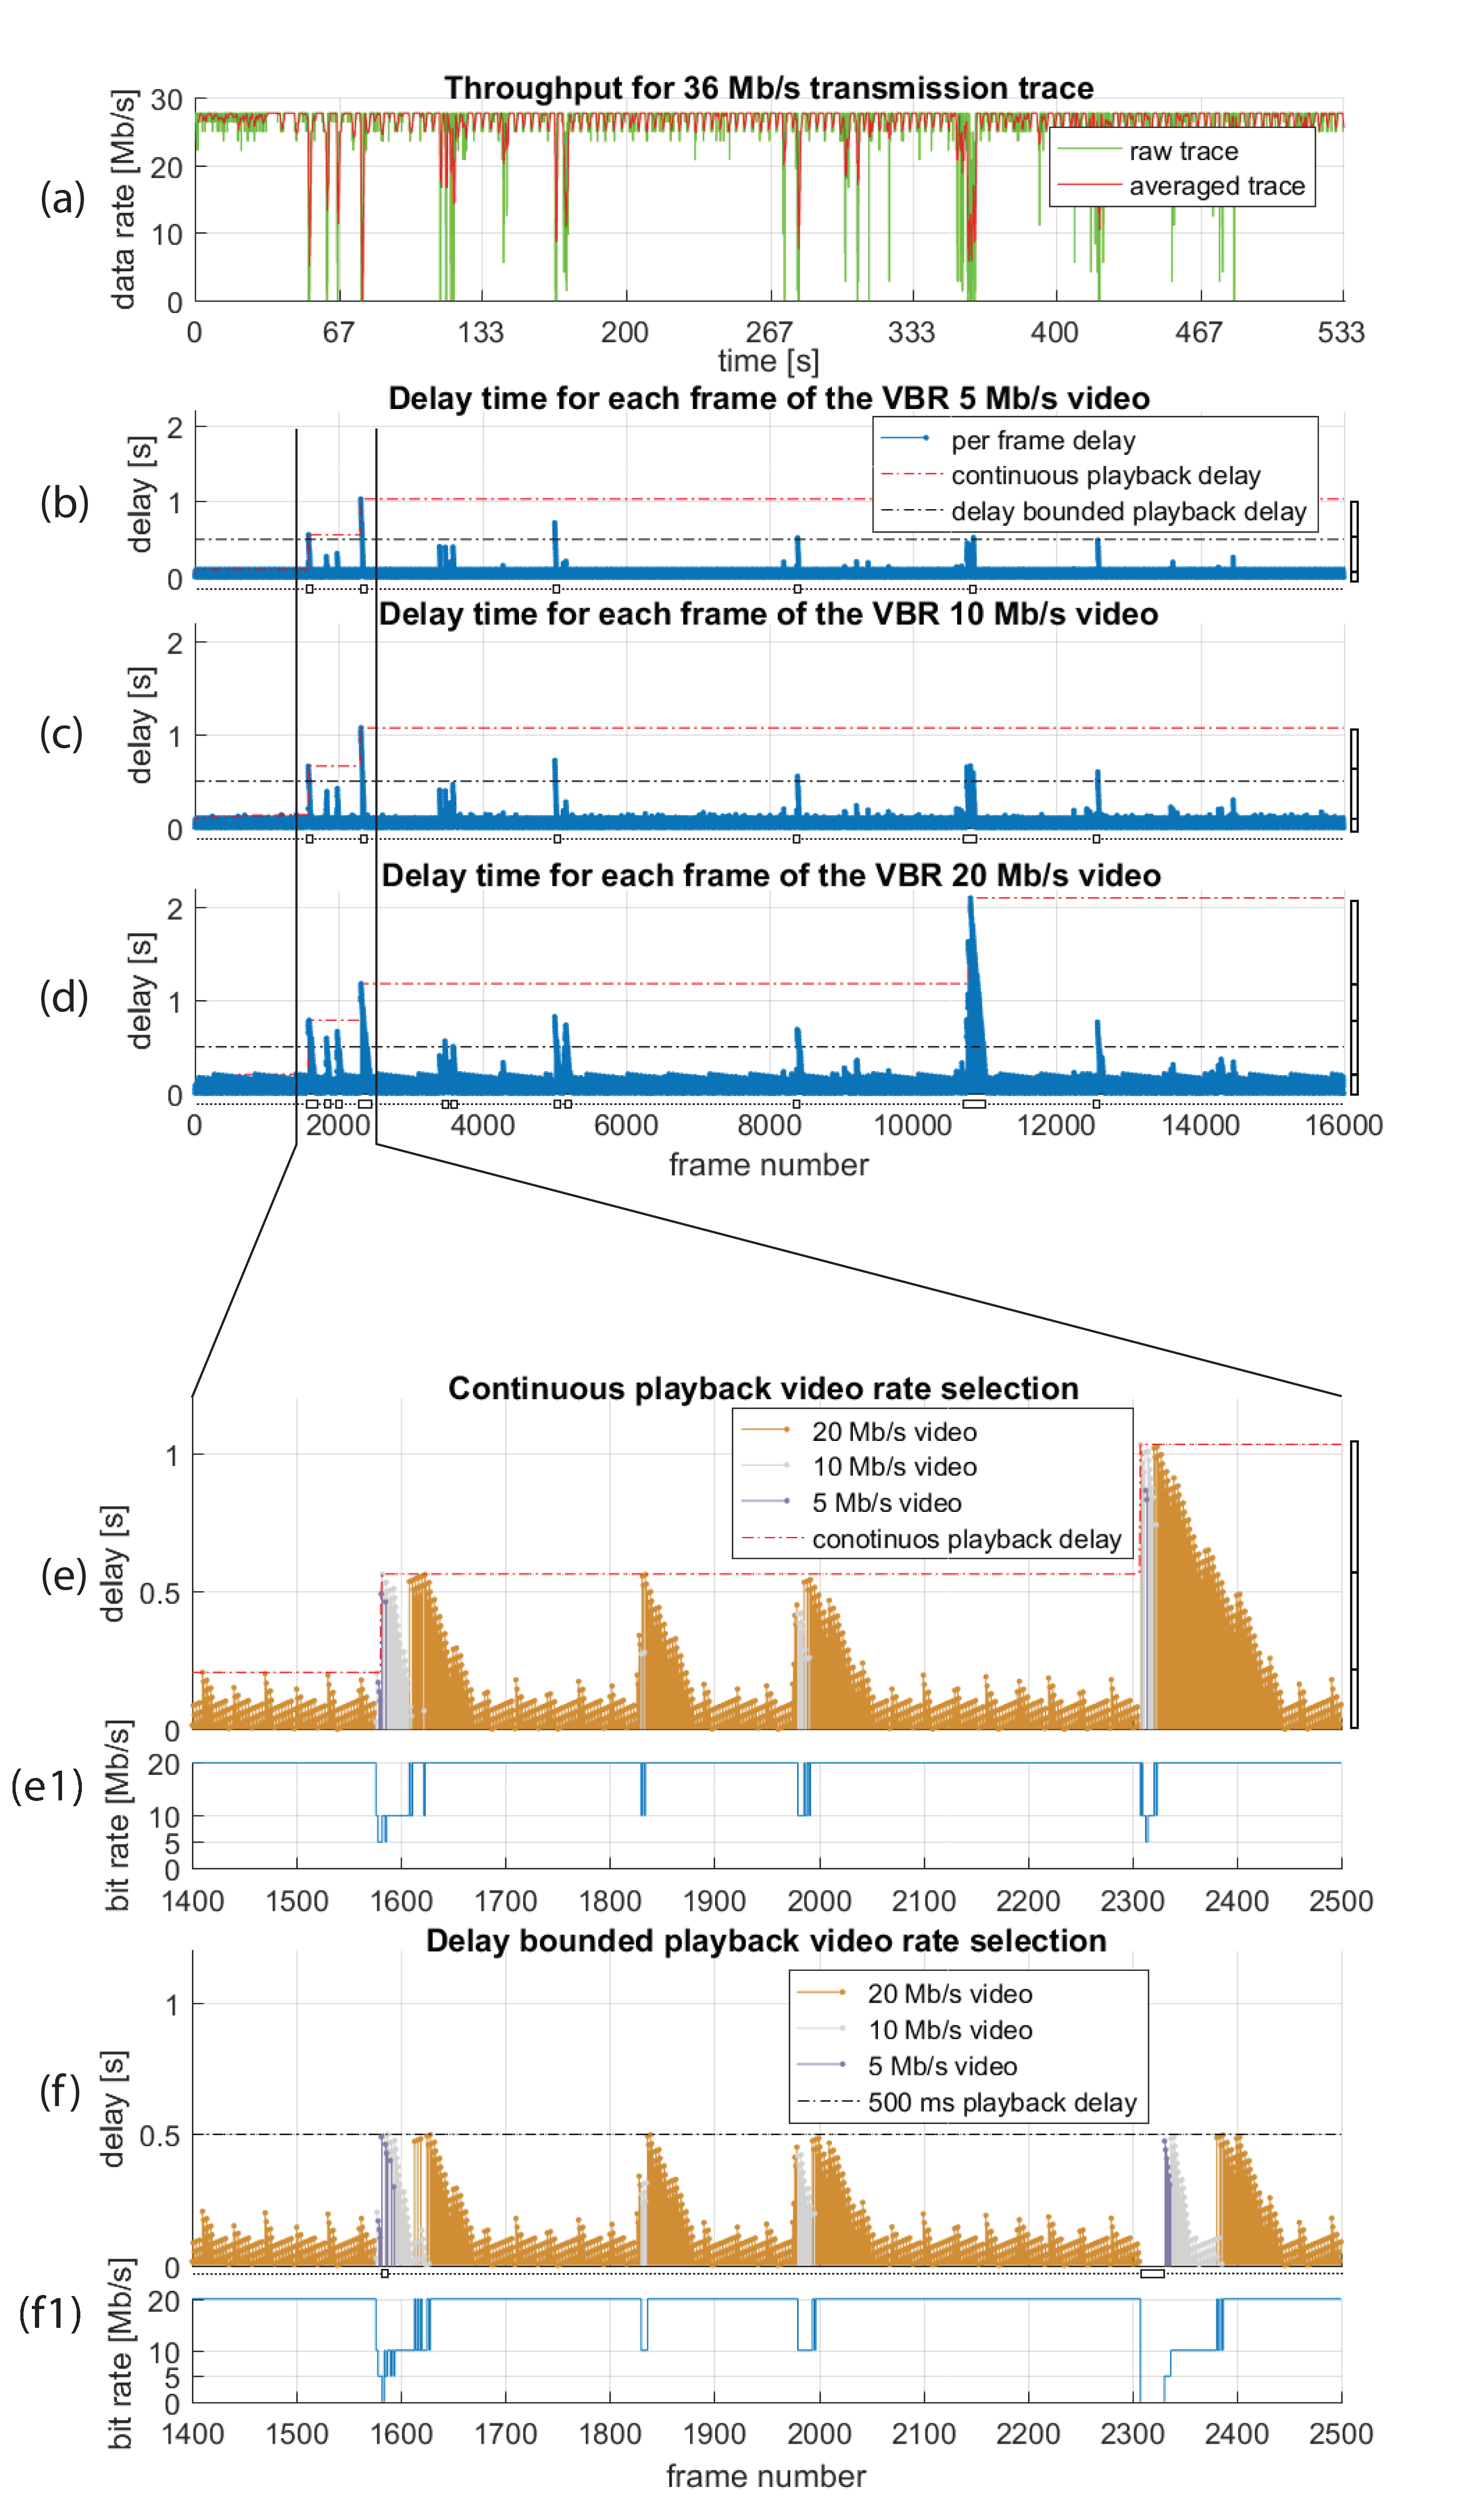 Throughput for 36 Mb/s transmission trace
(a)
data rate [Mb/s]
30
20
10
0
raw trace
averaged trace
0 67 133 200 267 333 400 467 533
time [s]
Delay time for each frame of the VBR 5 Mb/s video
(b)
delay [s]
2
1
0
per frame delay
continuous playback delay
delay bounded playback delay
Delay time for each frame of the VBR 10 Mb/s video
(c)
delay [s]
2
1
0
Delay time for each frame of the VBR 20 Mb/s video
(d)
delay [s]
2
1
0
0 2000 4000 6000 8000 10000 12000 14000 16000
frame number
Continuous playback video rate selection
(e)
delay [s]
1
0.5
0
20 Mb/s video
10 Mb/s video
5 Mb/s video
conotinuos playback delay
(e1)
bit rate [Mb/s]
20
10
5
0
1400 1500 1600 1700 1800 1900 2000 2100 2200 2300 2400 2500
Delay bounded playback video rate selection
(f)
delay [s]
1
0.5
0
20 Mb/s video
10 Mb/s video
5 Mb/s video
500 ms playback delay
(f1)
bit rate [Mb/s]
20
10
5
0
1400 1500 1600 1700 1800 1900 2000 2100 2200 2300 2400 2500
frame number